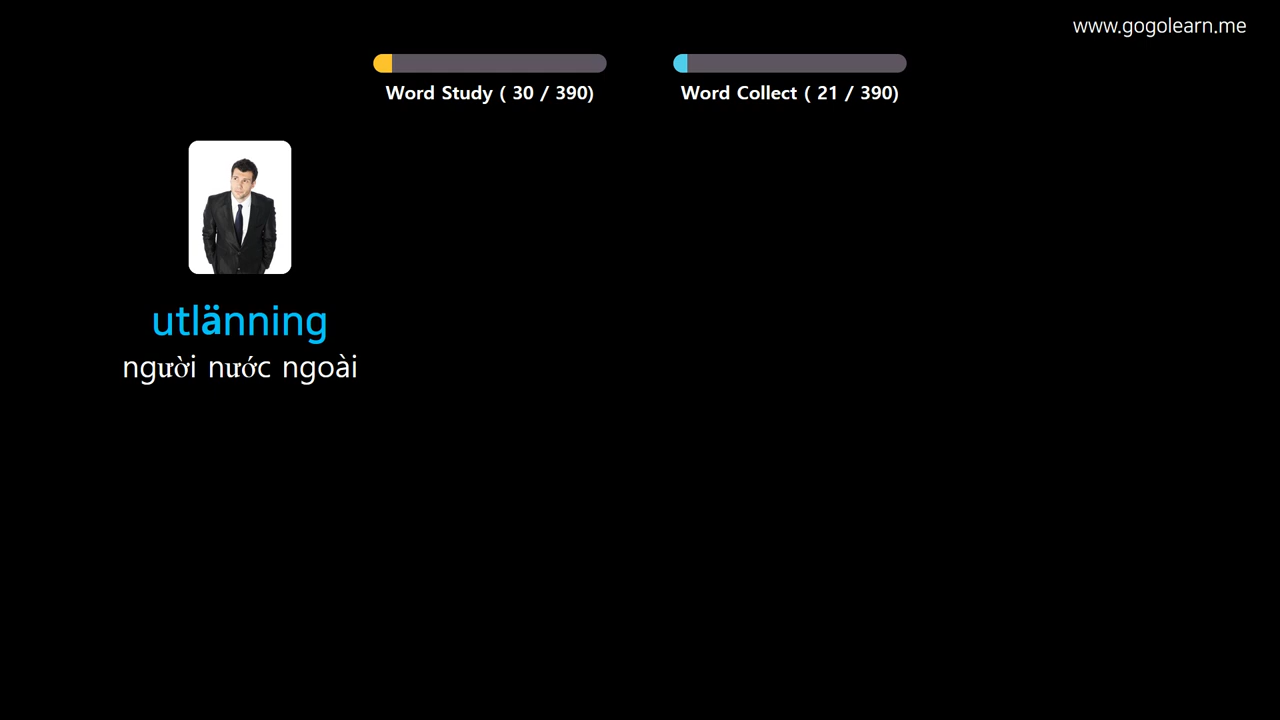 www.gogolearn.me
Word Study ( 30 / 390)
Word Collect ( 21 / 390)
utlänning
người nước ngoài